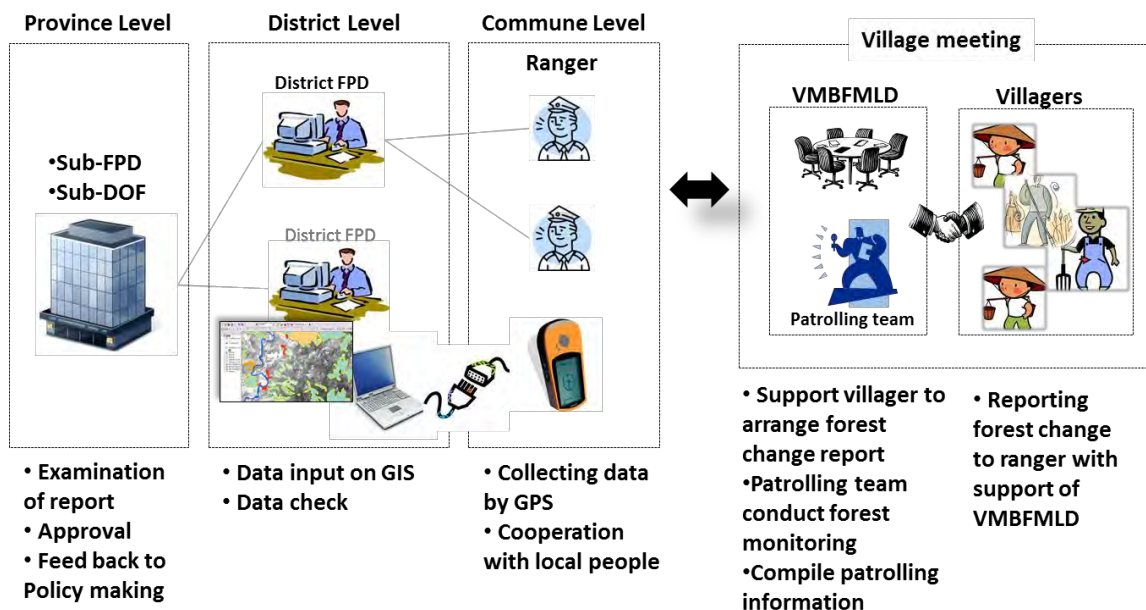 Province Level
District Level
Commune Level
Village meeting
Ranger
District FPD
VMBFMLD
Villagers
•Sub-FPD
•Sub-DOF
District FPD
Patrolling team
• Examination
of report
• Approval
• Feed back to
Policy making
• Data input on GIS
• Data check
• Collecting data
by GPS
• Cooperation
with local people
• Support villager to
arrange forest
change report
•Patrolling team
conduct forest
monitoring
•Compile patrolling
information
• Reporting
forest change
to ranger with
support of
VMBFMLD